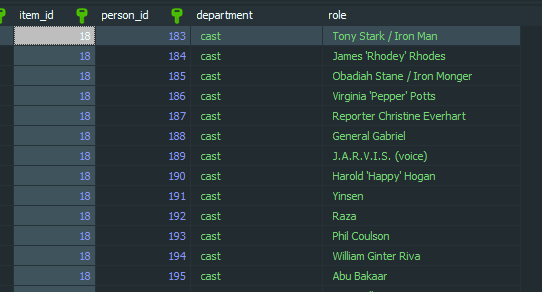 item_id person_id department role
18 183 cast Tony Stark / Iron Man
18 184 cast James 'Rhodey' Rhodes
18 185 cast Obadiah Stane / Iron Monger
18 186 cast Virginia 'Pepper' Potts
18 187 cast Reporter Christine Everhart
18 188 cast General Gabriel
18 189 cast J.A.R.V.I.S. (voice)
18 190 cast Harold 'Happy' Hogan
18 191 cast Yinsen
18 192 cast Raza
18 193 cast Phil Coulson
18 194 cast William Ginter Riva
18 195 cast Abu Bakaar